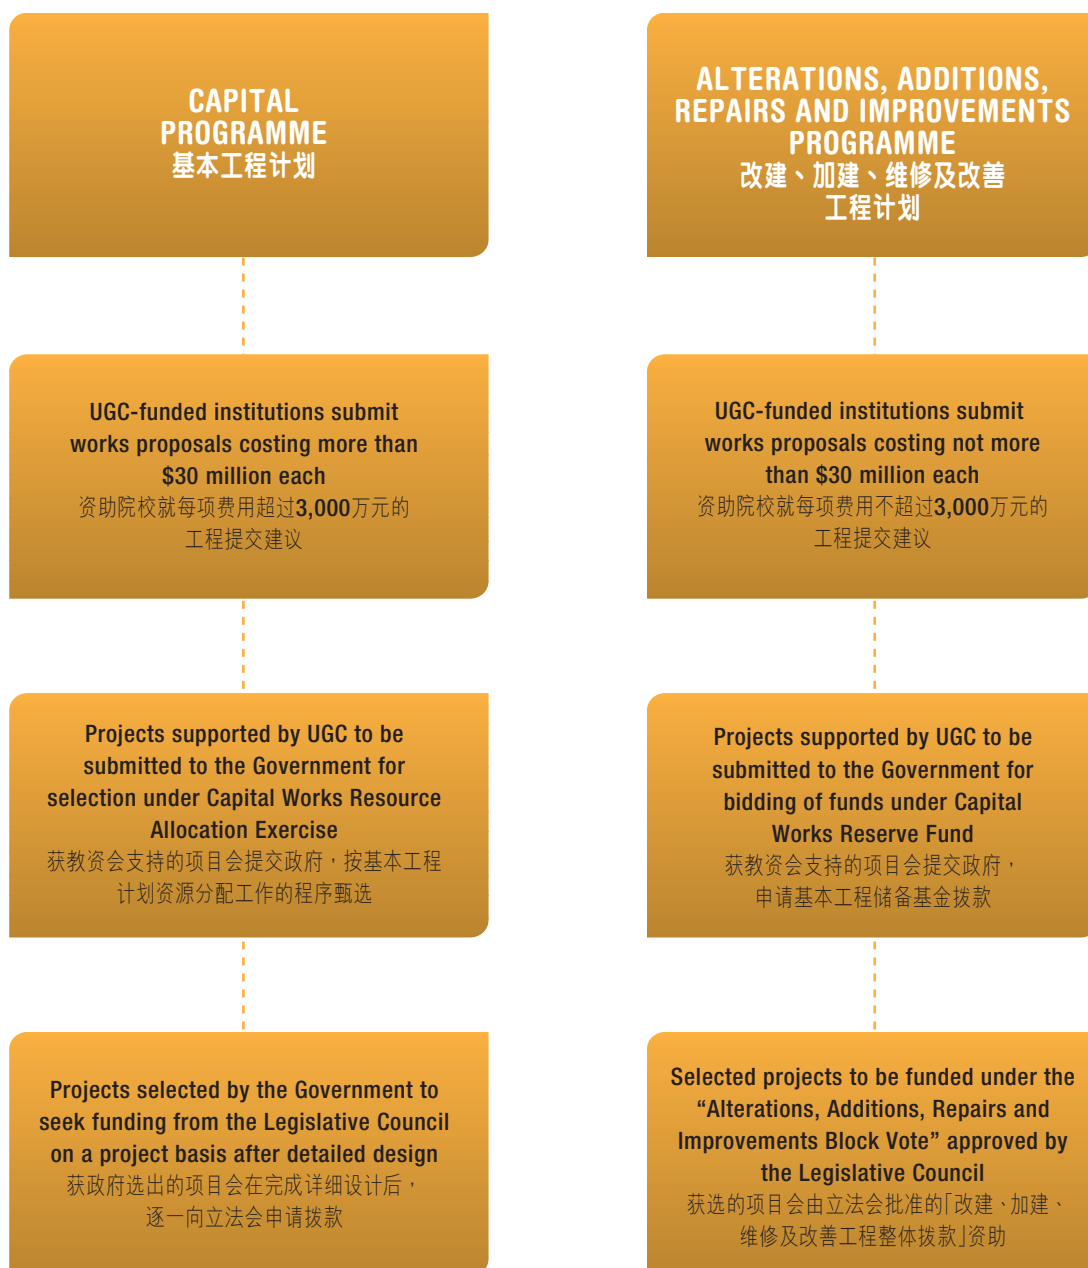 CAPITAL
PROGRAMME
基本工程计划
UGC-funded institutions submit
works proposals costing more than
$30 million each
资助院校就每项费用超过3,000万元的
工程提交建议
Projects supported by UGC to be
submitted to the Government for
selection under Capital Works Resource
Allocation Exercise
获教资会支持的项目会提交政府，按基本工程
计划资源分配工作的程序甄选
Projects selected by the Government to
seek funding from the Legislative Council
on a project basis after detailed design
获政府选出的项目会在完成详细设计后，
逐一向立法会申请拨款
ALTERATIONS, ADDITIONS,
REPAIRS AND IMPROVEMENTS
PROGRAMME
改建、加建、维修及改善
工程计划
UGC-funded institutions submit
works proposals costing not more
than $30 million each
资助院校就每项费用不超过3,000万元的
工程提交建议
Projects supported by UGC to be
submitted to the Government for
bidding of funds under Capital
Works Reserve Fund
获教资会支持的项目会提交政府，
申请基本工程储备基金拨款
Selected projects to be funded under the
“Alterations, Additions, Repairs and
Improvements Block Vote” approved by
the Legislative Council
获选的项目会由立法会批准的「改建、加建、
维修及改善工程整体拨款」资助